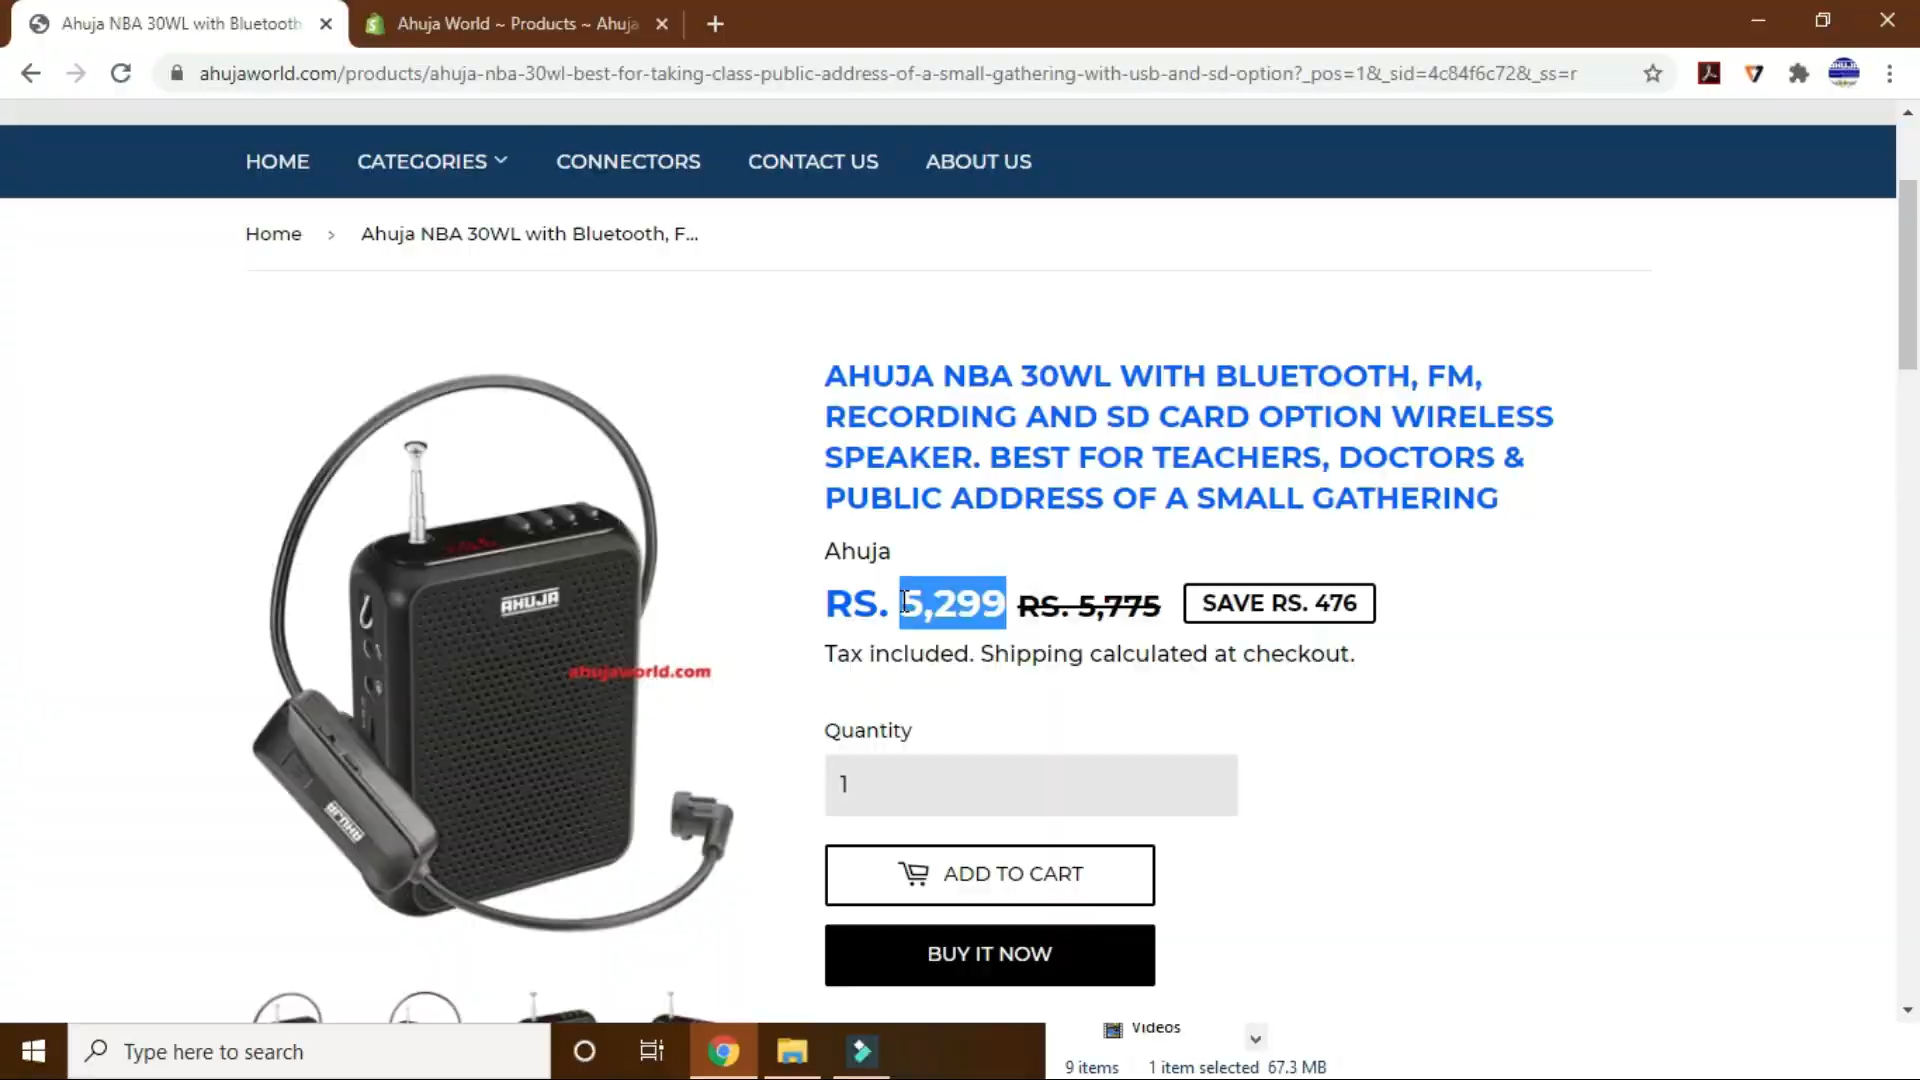 Ahuja NBA 30WL with Bluetooth
Ahuja World ~ Products ~ Ahuja
ahujaworld.com/products/ahuja-nba-30wl-best-for-taking-class-public-address-of-a-small-gathering-with-usb-and-sd-option?_pos=1&_sid=4c84f6c72&_ss=r
HOME CATEGORIES CONNECTORS CONTACT US ABOUT US
Home > Ahuja NBA 30WL with Bluetooth, F...
AHUJA NBA 30WL WITH BLUETOOTH, FM,
RECORDING AND SD CARD OPTION WIRELESS
SPEAKER. BEST FOR TEACHERS, DOCTORS &
PUBLIC ADDRESS OF A SMALL GATHERING
Ahuja
RS. 5,299 RS. 5,775 SAVE RS. 476
Tax included. Shipping calculated at checkout.
Quantity
1
ADD TO CART
BUY IT NOW
AHUJA
ahujaworld.com
AHUJA
Type here to search
Videos
9 items 1 item selected 67.3 MB